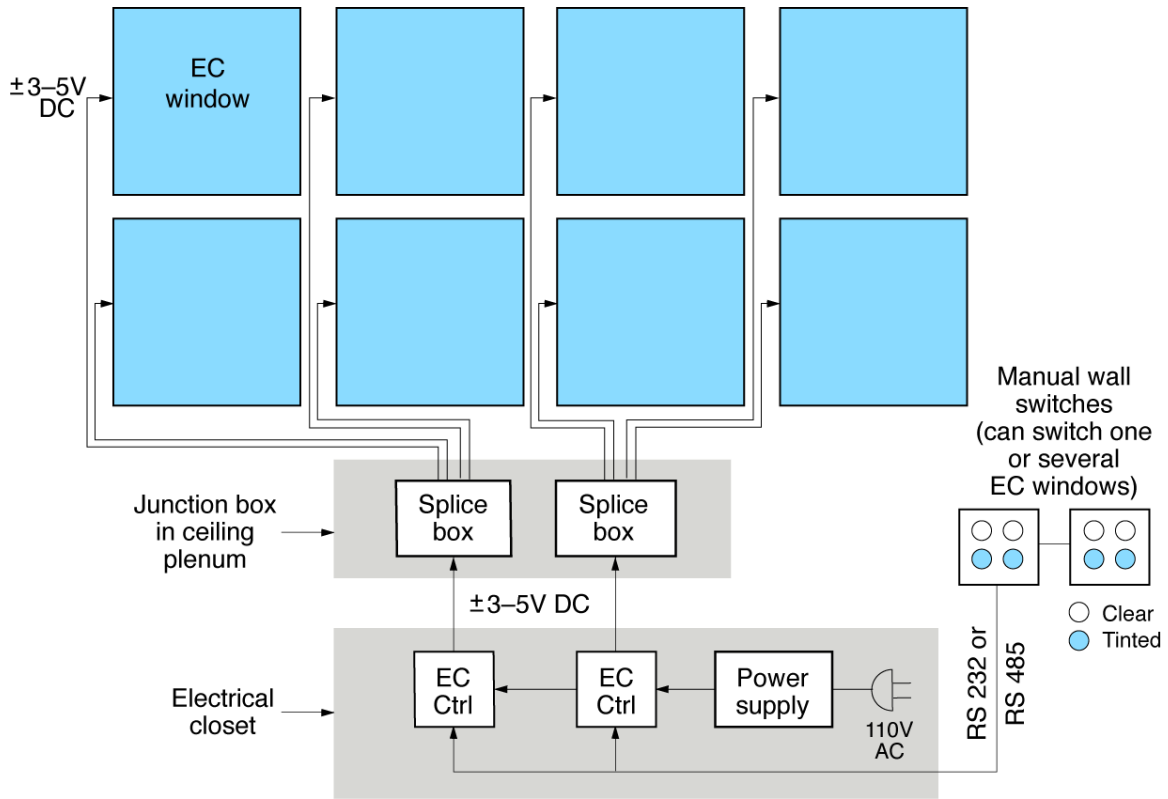 ±3–5V
DC
EC
window
Manual wall
switches
(can switch one
or several
EC windows)
Junction box
in ceiling
plenum
Splice
box
Splice
box
±3–5V DC
Clear
Tinted
RS 232 or
RS 485
Electrical
closet
EC
Ctrl
EC
Ctrl
Power
supply
110V
AC